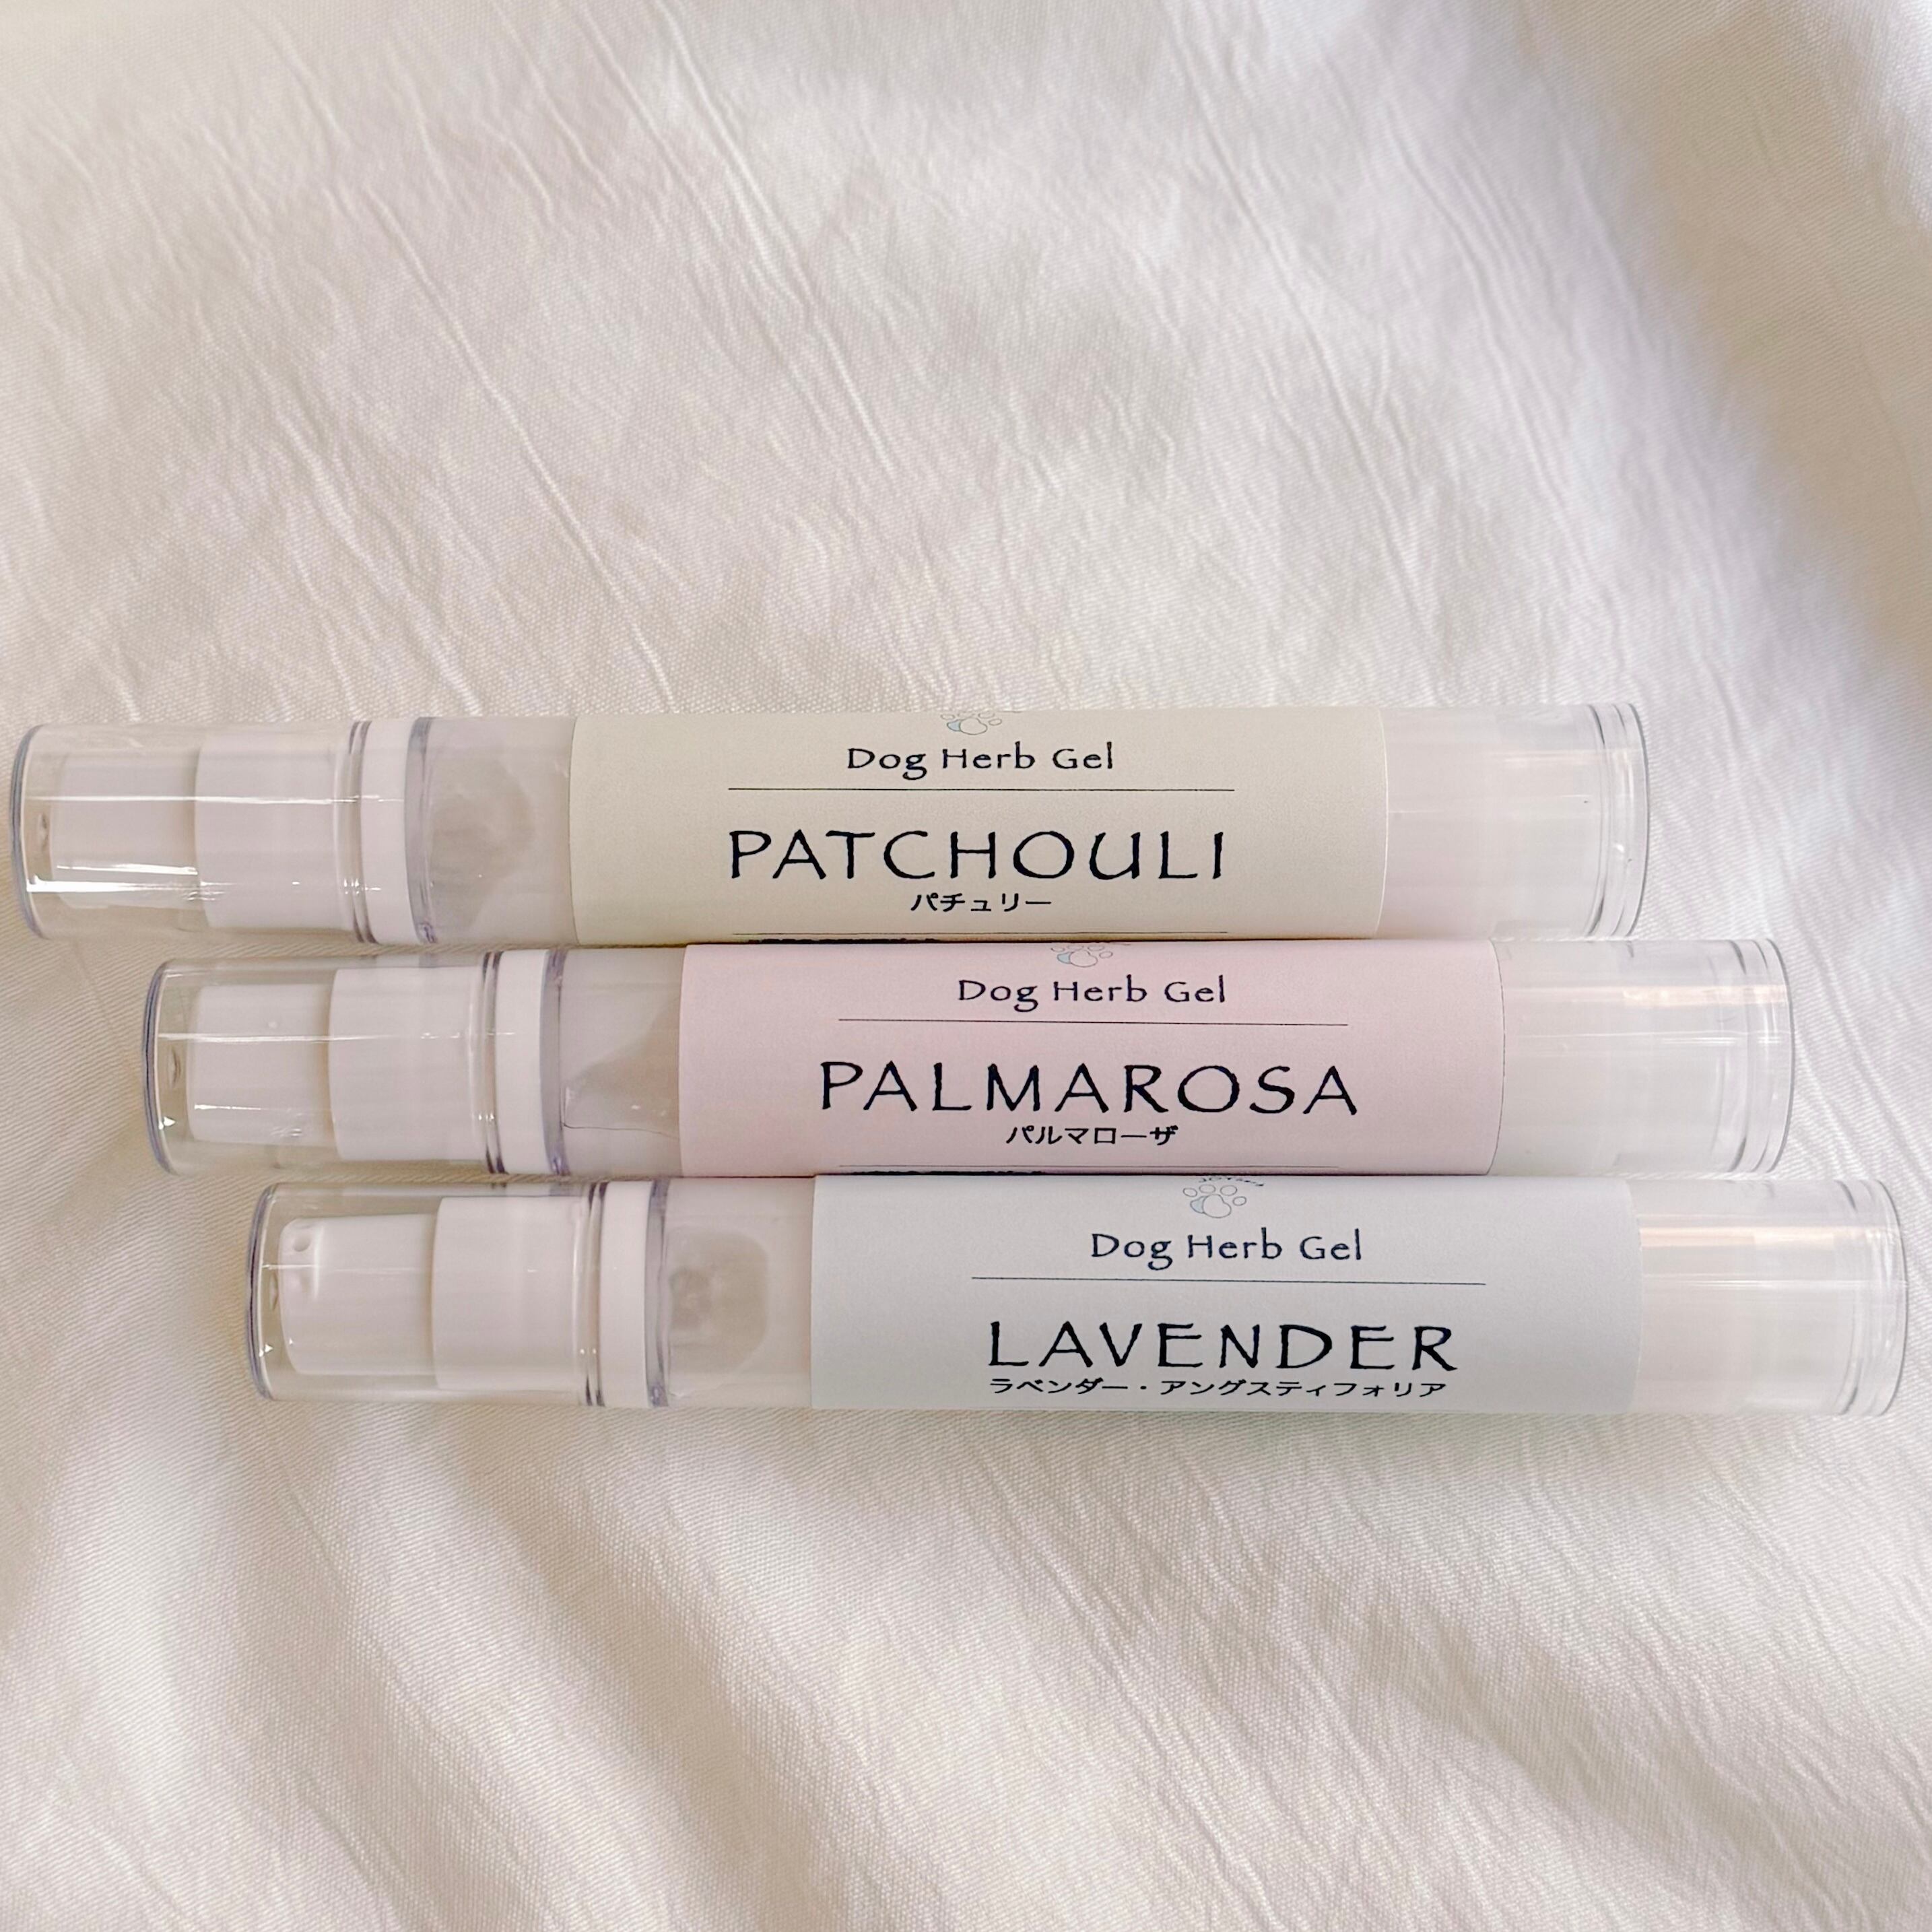 Dog Herb Gel
PATCHOULI
パチュリー
Dog Herb Gel
PALMAROSA
パルマローザ
Dog Herb Gel
LAVENDER
ラベンダー・アングスティフォリア